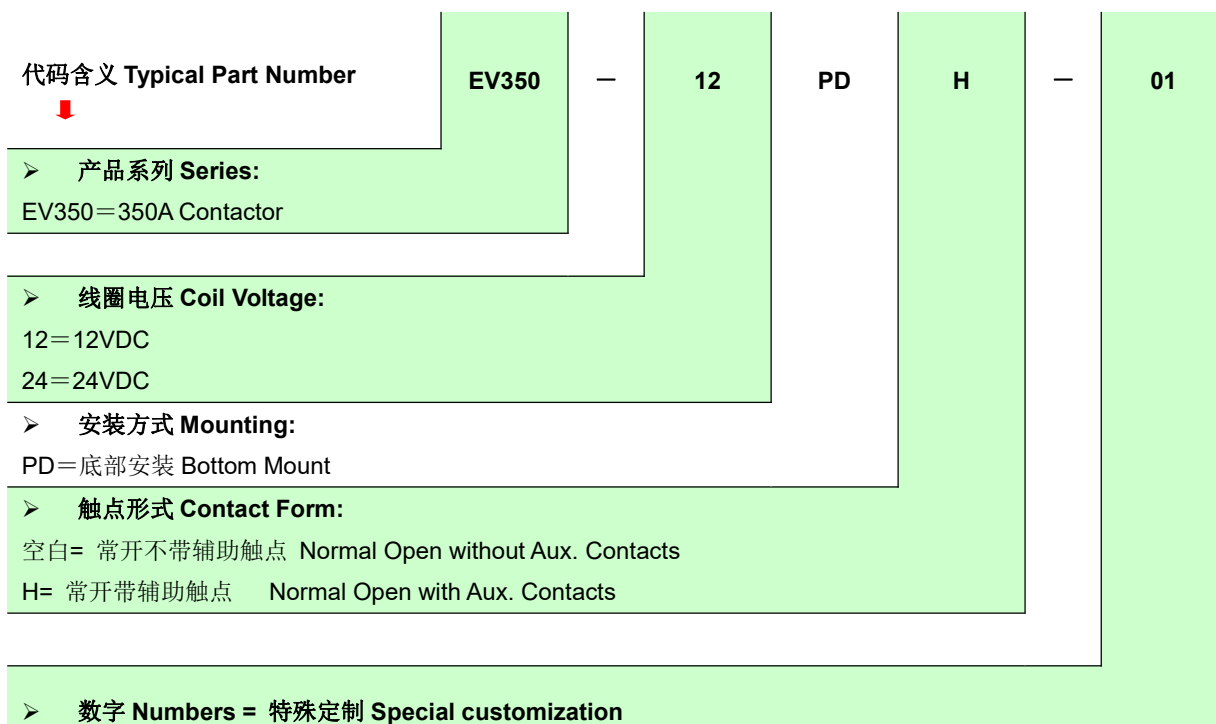 代码含义 Typical Part Number EV350 － 12 PD H － 01
➢ 产品系列 Series:
EV350＝350A Contactor
➢ 线圈电压 Coil Voltage:
12＝12VDC
24＝24VDC
➢ 安装方式 Mounting:
PD＝底部安装 Bottom Mount
➢ 触点形式 Contact Form:
空白= 常开不带辅助触点 Normal Open without Aux. Contacts
H= 常开带辅助触点 Normal Open with Aux. Contacts
➢ 数字 Numbers = 特殊定制 Special customization